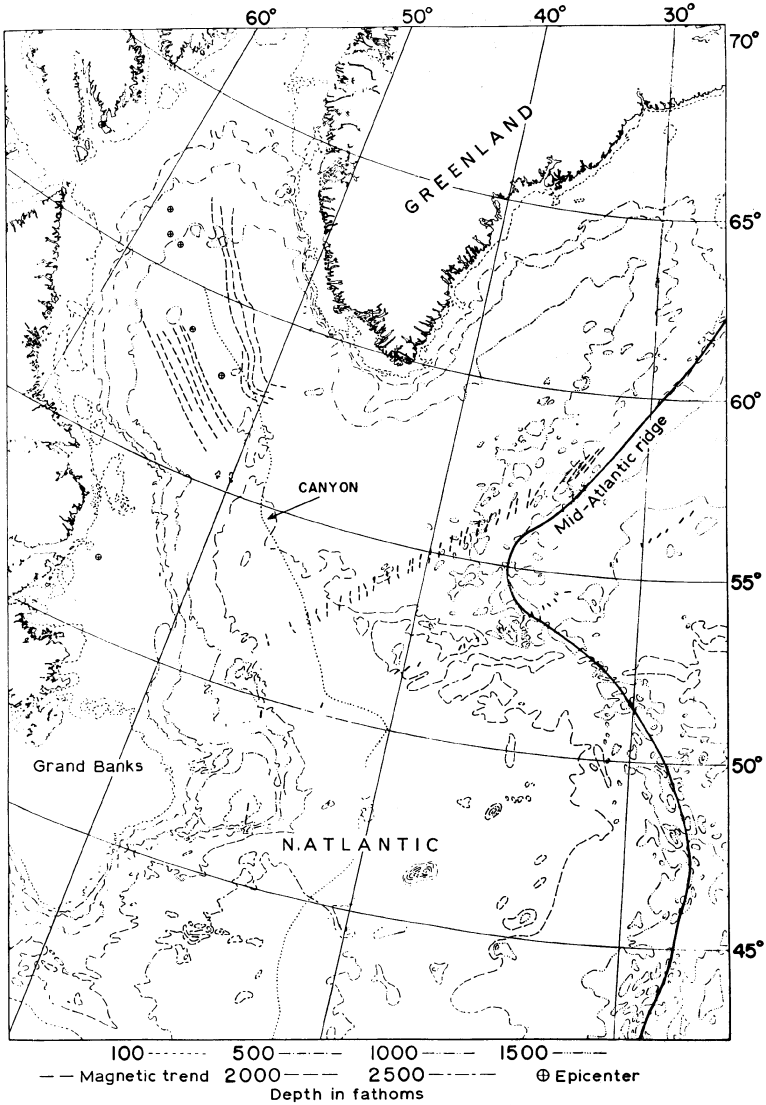 60° 50° 40° 30°
70°
GREENLAND
65°
60°
Mid-Atlantic ridge
CANYON
55°
50°
Grand Banks
N. ATLANTIC
45°
100 500 1000 1500
Magnetic trend 2000 2500 Epicenter
Depth in fathoms